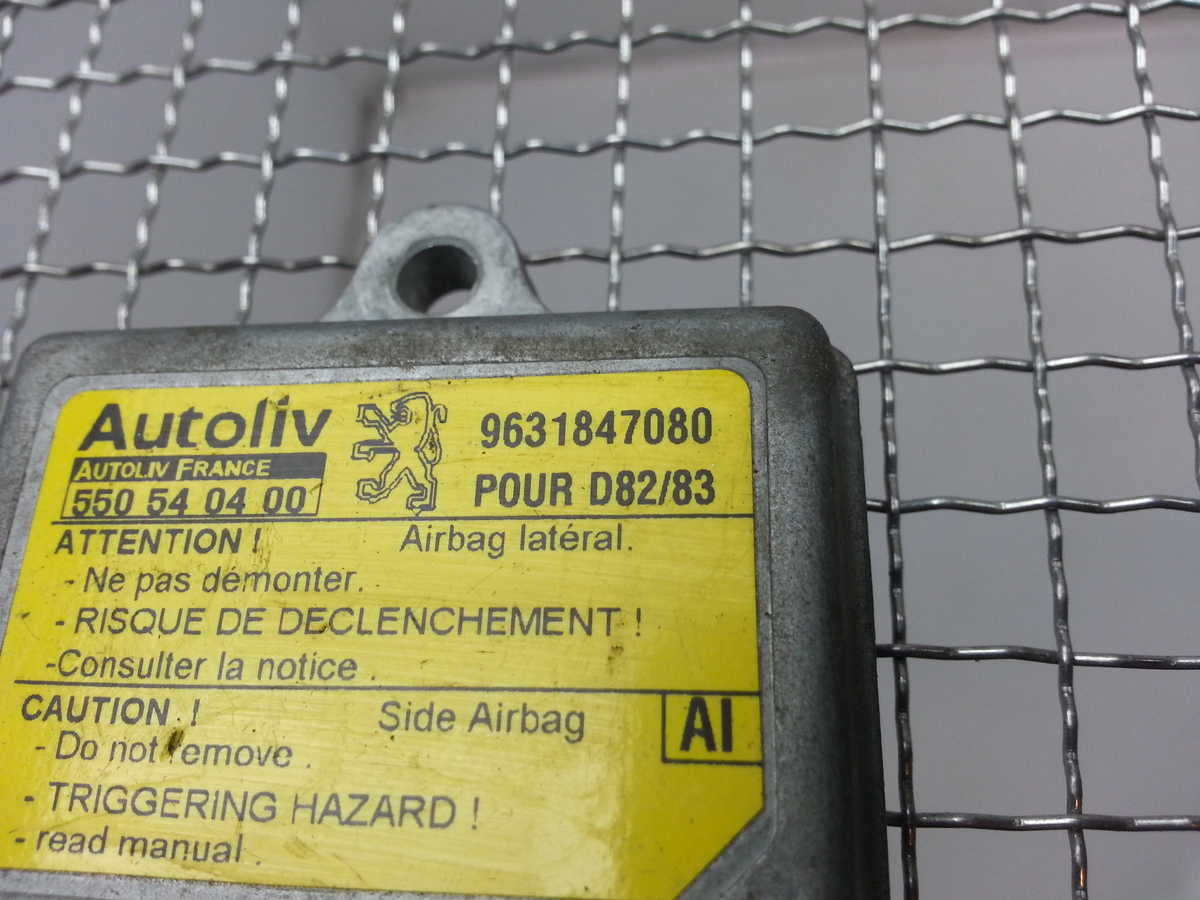 Autoliv
AUTOLIV FRANCE
550 54 04 00
9631847080
POUR D82/83
ATTENTION ! Airbag latéral.
- Ne pas démonter.
- RISQUE DE DECLENCHEMENT !
-Consulter la notice .
CAUTION ! Side Airbag
- Do not remove .
- TRIGGERING HAZARD !
- read manual .
AI